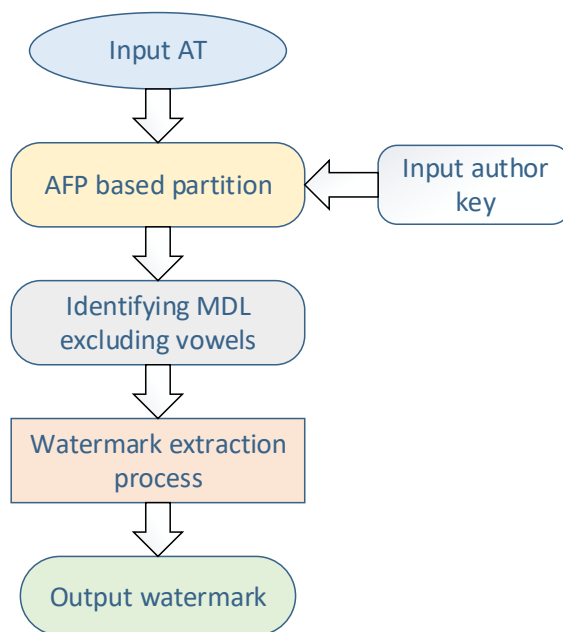 Input AT
AFP based partition
Input author
key
Identifying MDL
excluding vowels
Watermark extraction
process
Output watermark